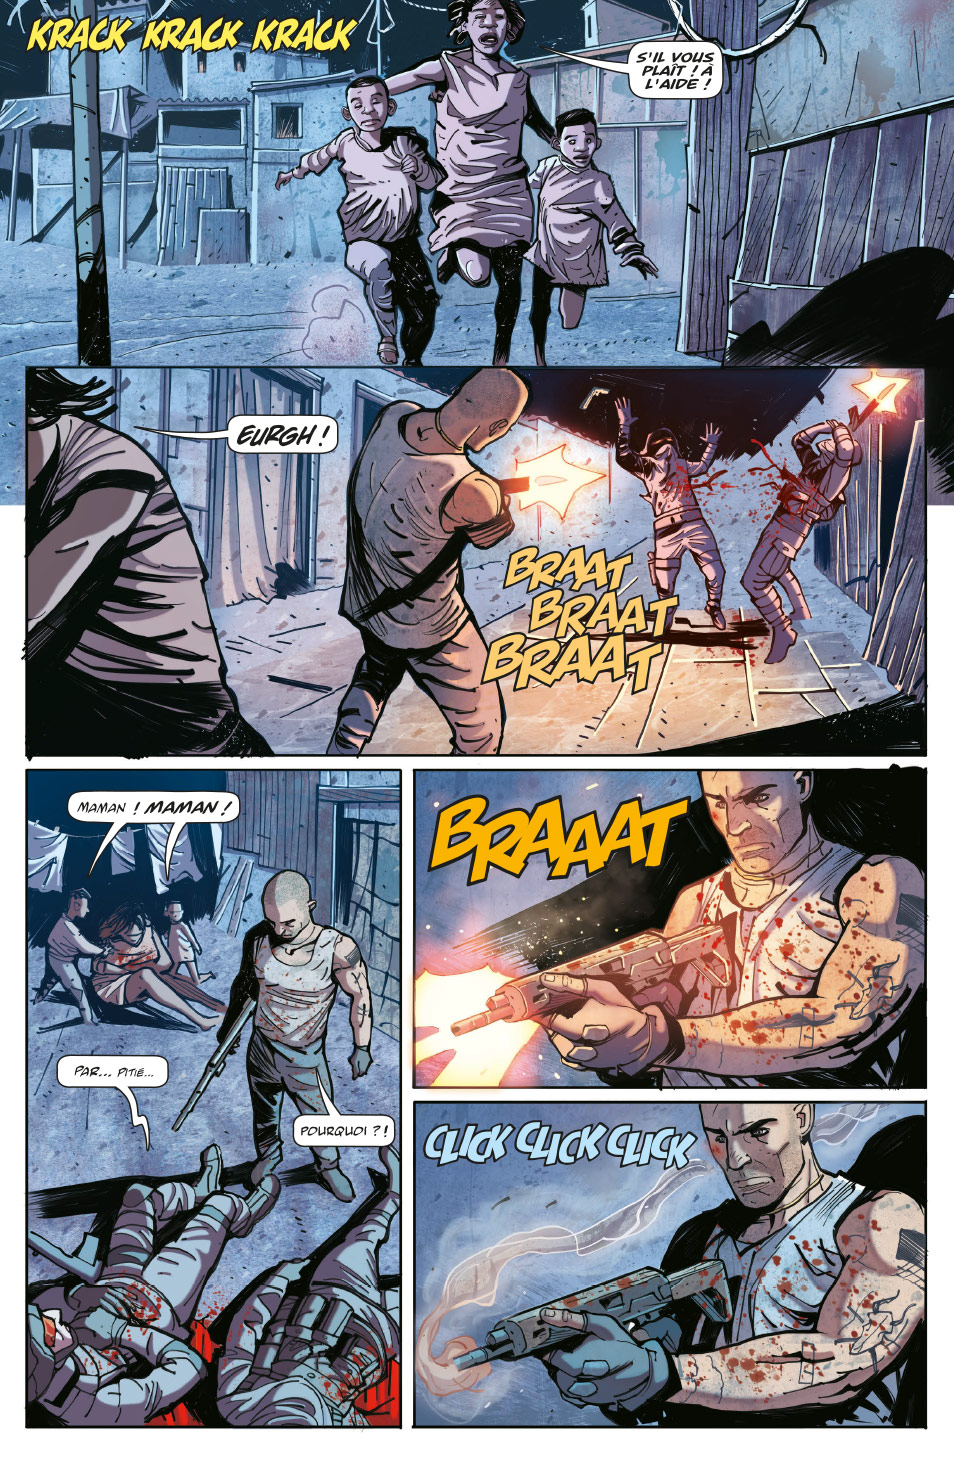 KRACK KRACK KRACK
S'IL VOUS
PLAÎT ! À
L'AIDE !
EURGH !
BRAAT
BRAAT
BRAAT
MAMAN ! MAMAN !
PAR... PITIÉ...
POURQUOI ?!
BRAAAT
CLICK CLICK CLICK